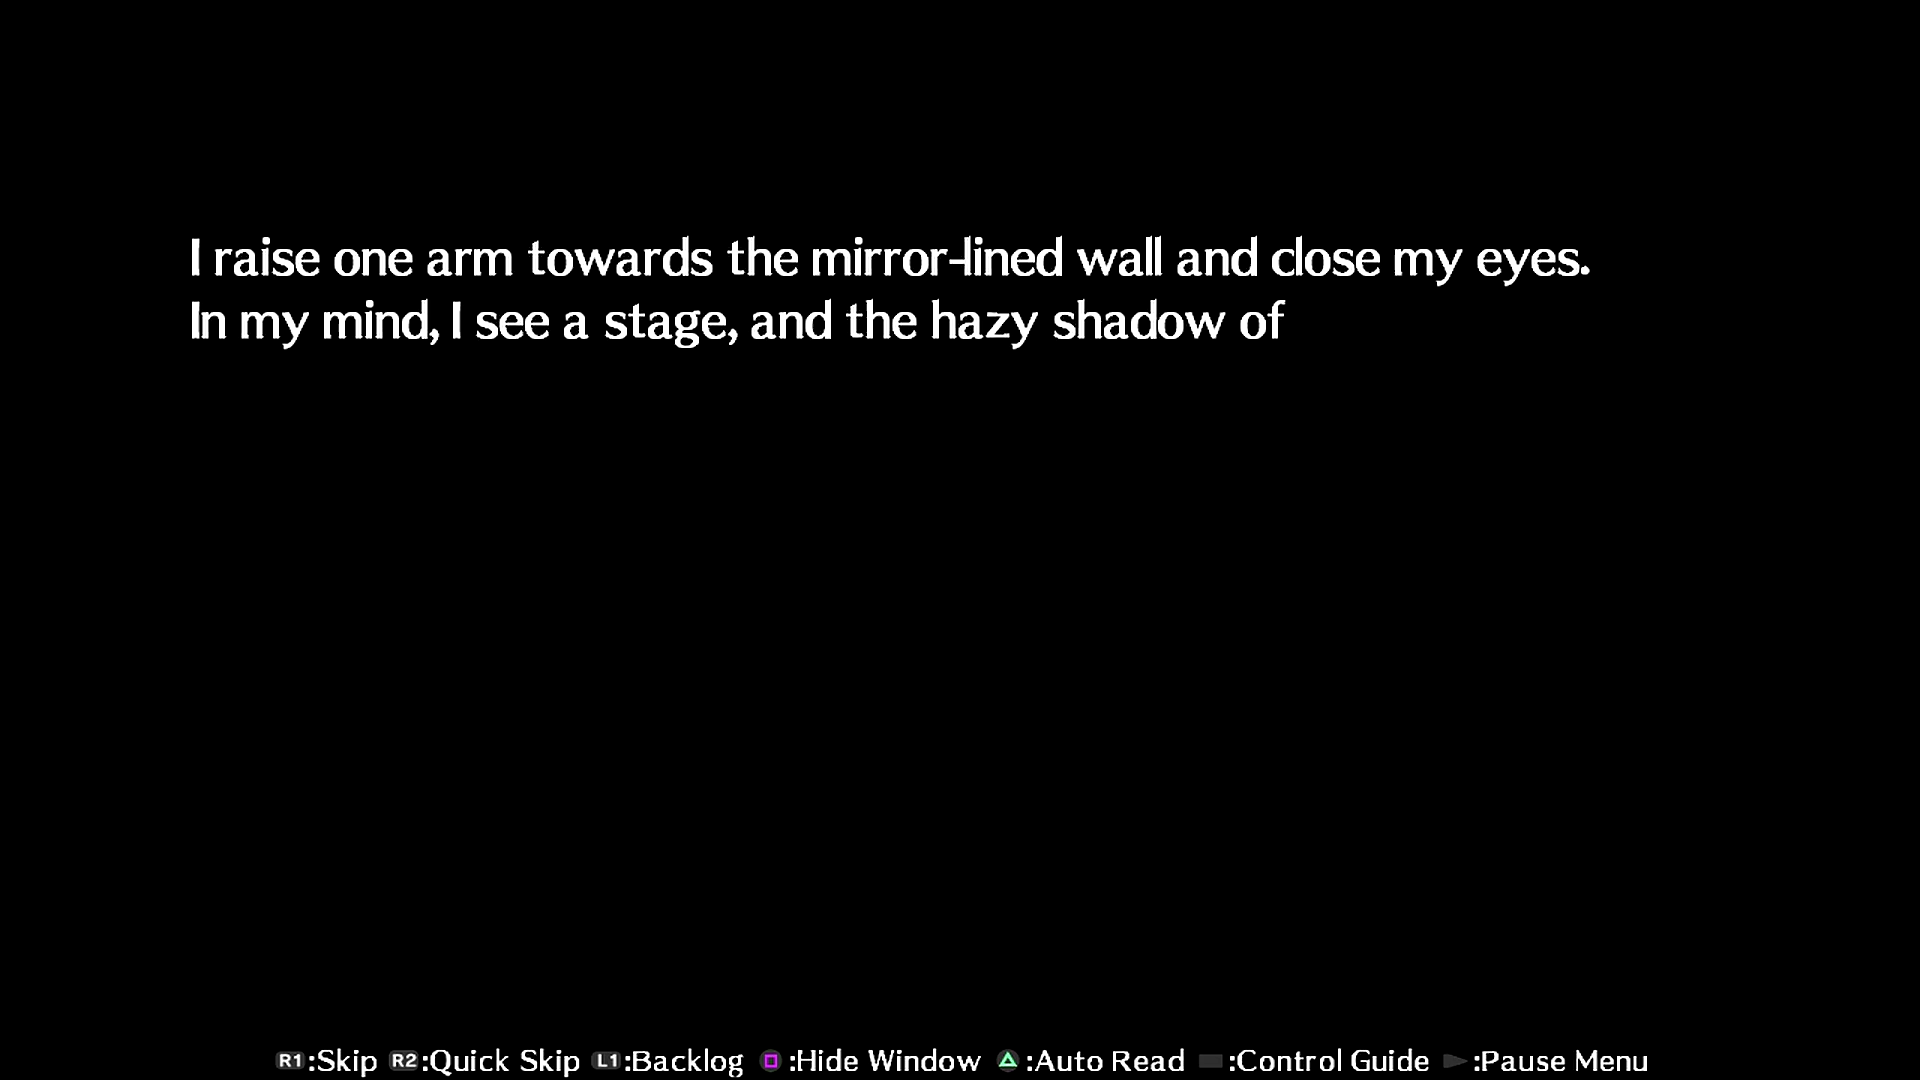 I raise one arm towards the mirror-lined wall and close my eyes.
In my mind, I see a stage, and the hazy shadow of
R1:Skip R2:Quick Skip L1:Backlog :Hide Window :Auto Read :Control Guide :Pause Menu